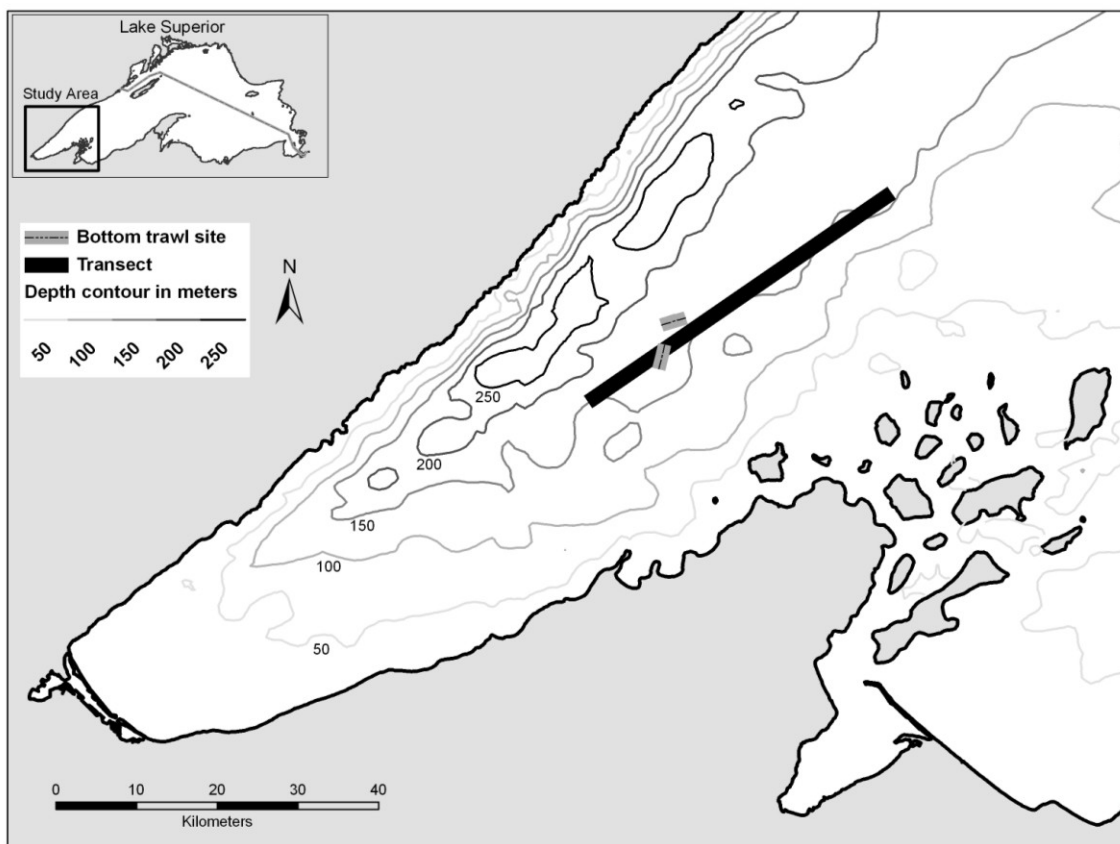 Lake Superior
Study Area
Bottom trawl site
Transect
Depth contour in meters
50 100 150 200 250
N
250
200
150
100
50
0 10 20 30 40
Kilometers